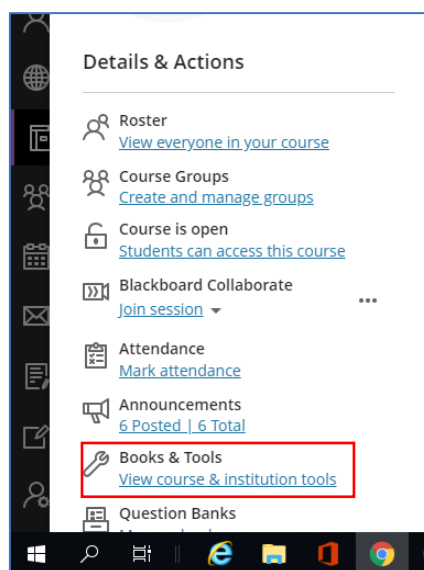 Details & Actions
Roster
View everyone in your course
Course Groups
Create and manage groups
Course is open
Students can access this course
Blackboard Collaborate
Join session
Attendance
Mark attendance
Announcements
6 Posted | 6 Total
Books & Tools
View course & institution tools
Question Banks